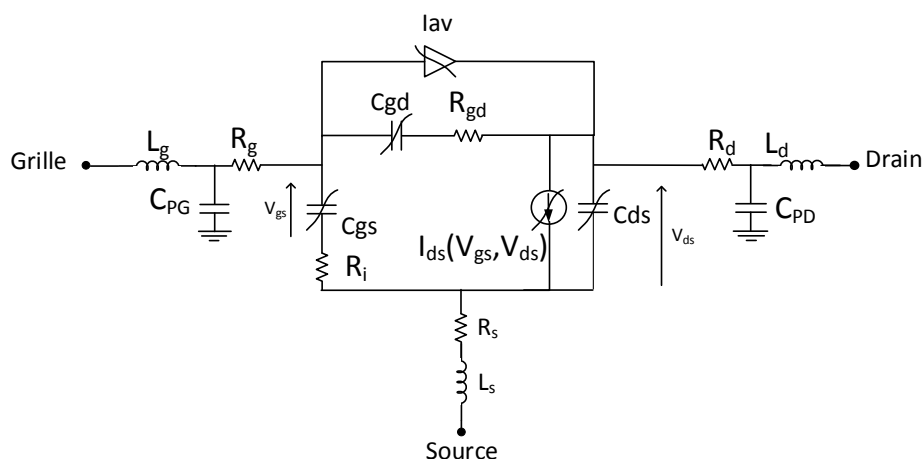 Iav
Cgd
Rgd
Grille
Lg
Rg
CPG
Vgs
Cgs
Ri
Ids(Vgs,Vds)
Cds
Vds
Rd
Ld
Drain
CPD
Rs
Ls
Source